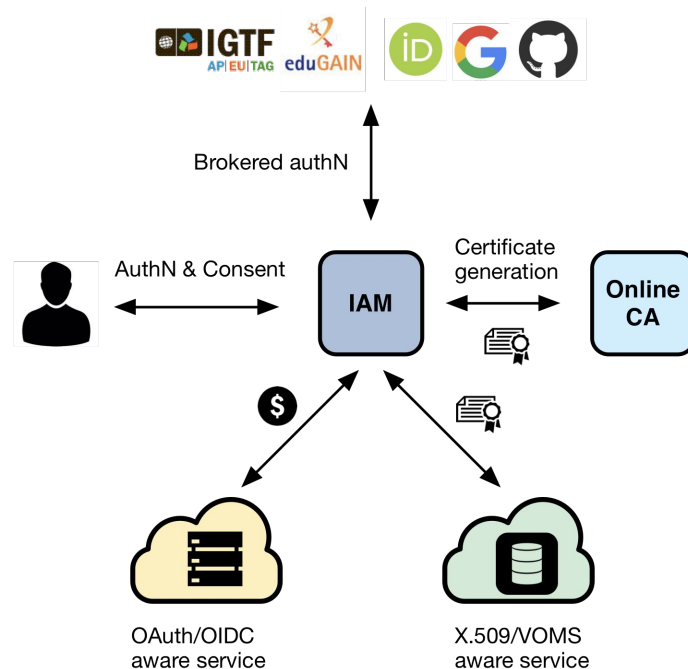 IGTF
AP|EU|TAG
eduGAIN
iD
G
Brokered authN
AuthN & Consent
Certificate
generation
IAM
Online
CA
$
OAuth/OIDC
aware service
X.509/VOMS
aware service